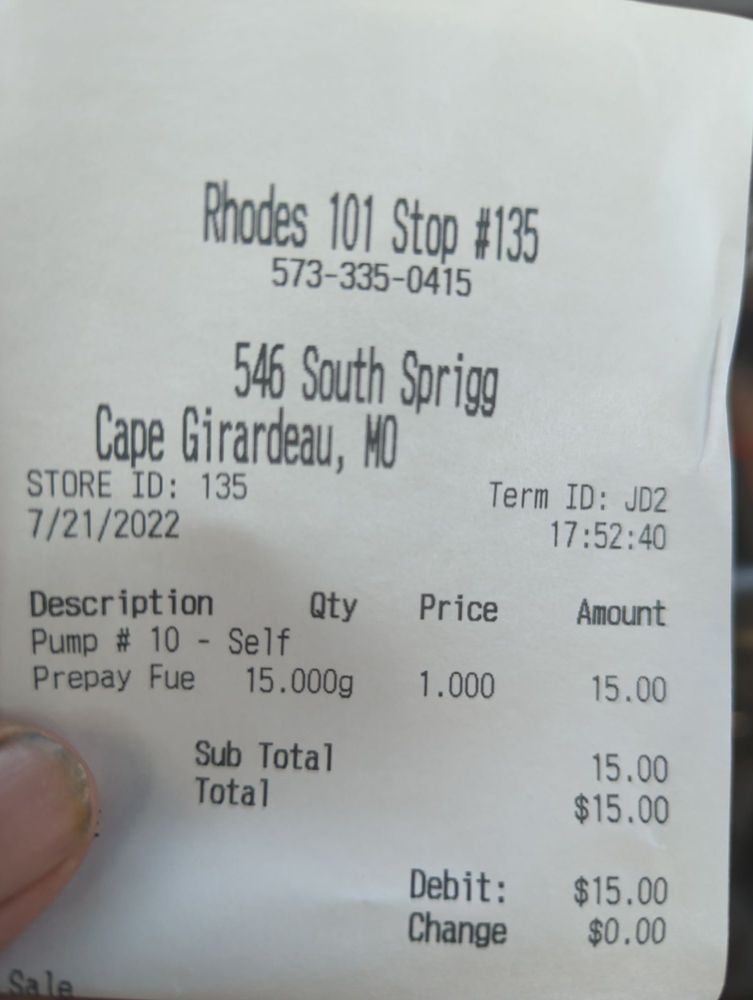 Rhodes 101 Stop #135
573-335-0415
546 South Sprigg
Cape Girardeau, MO
STORE ID: 135 Term ID: JD2
7/21/2022 17:52:40
Description Qty Price Amount
Pump # 10 - Self
Prepay Fue 15.000g 1.000 15.00
Sub Total 15.00
Total $15.00
Debit: $15.00
Change $0.00
Sale